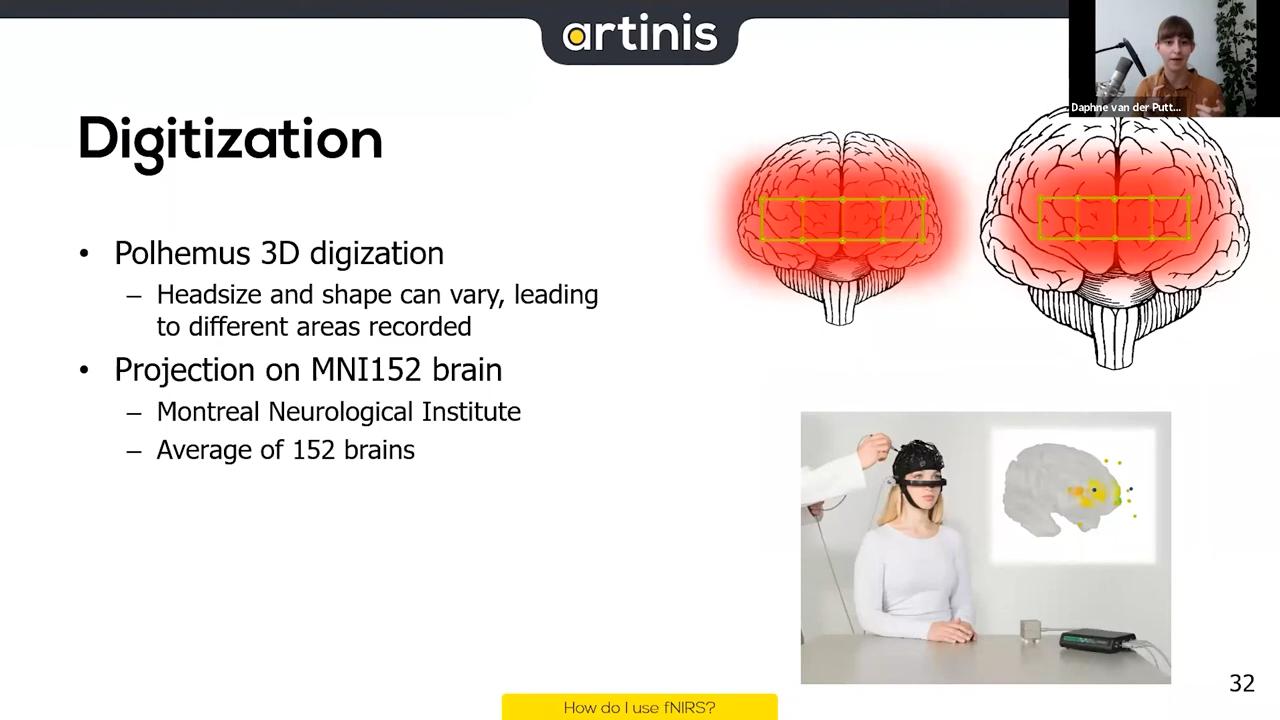 artinis
Daphne van der Putt...
Digitization
• Polhemus 3D digization
– Headsize and shape can vary, leading
to different areas recorded
• Projection on MNI152 brain
– Montreal Neurological Institute
– Average of 152 brains
32
How do I use fNIRS?